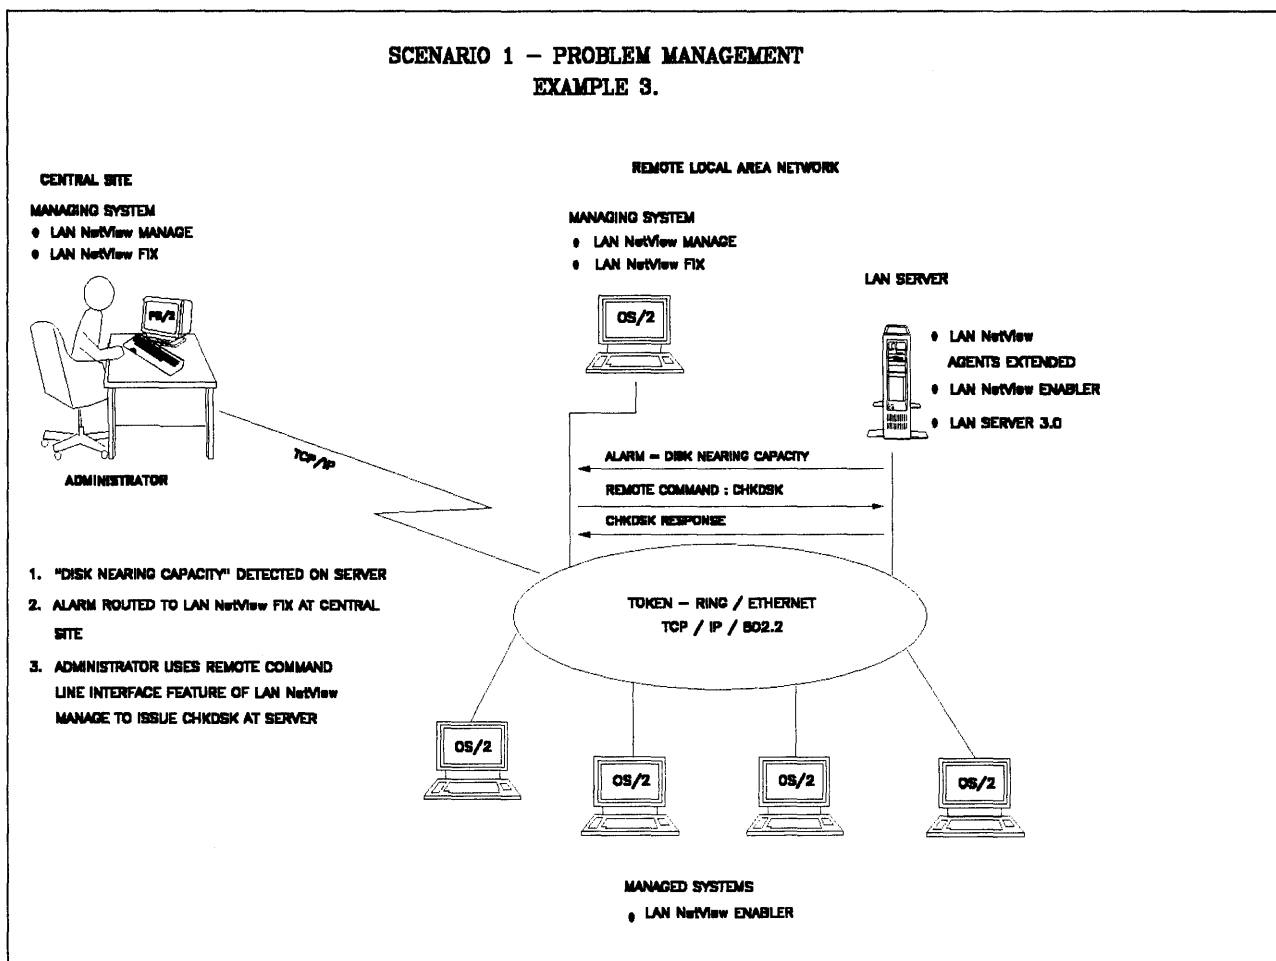 SCENARIO 1 – PROBLEM MANAGEMENT
EXAMPLE 3.
CENTRAL SITE
MANAGING SYSTEM
• LAN NetView MANAGE
• LAN NetView FIX
PS/2
ADMINISTRATOR
TCP/IP
REMOTE LOCAL AREA NETWORK
MANAGING SYSTEM
• LAN NetView MANAGE
• LAN NetView FIX
OS/2
LAN SERVER
• LAN NetView
AGENTS EXTENDED
• LAN NetView ENABLER
• LAN SERVER 3.0
ALARM – DISK NEARING CAPACITY
REMOTE COMMAND : CHKDSK
CHKDSK RESPONSE
1. "DISK NEARING CAPACITY" DETECTED ON SERVER
2. ALARM ROUTED TO LAN NetView FIX AT CENTRAL
SITE
3. ADMINISTRATOR USES REMOTE COMMAND
LINE INTERFACE FEATURE OF LAN NetView
MANAGE TO ISSUE CHKDSK AT SERVER
TOKEN – RING / ETHERNET
TCP / IP / 802.2
OS/2
OS/2
OS/2
OS/2
MANAGED SYSTEMS
• LAN NetView ENABLER